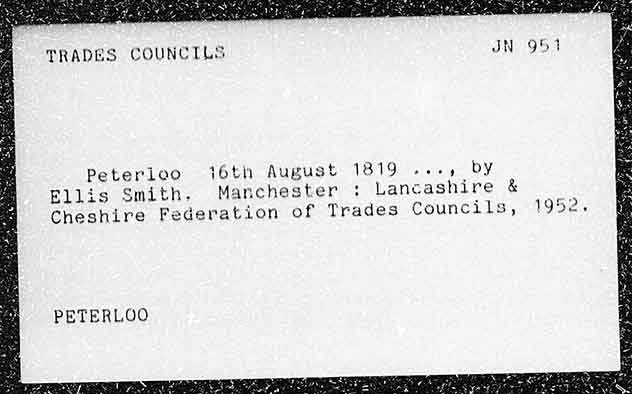 TRADES COUNCILS JN 951
Peterloo 16th August 1819 ..., by
Ellis Smith. Manchester : Lancashire &
Cheshire Federation of Trades Councils, 1952.
PETERLOO